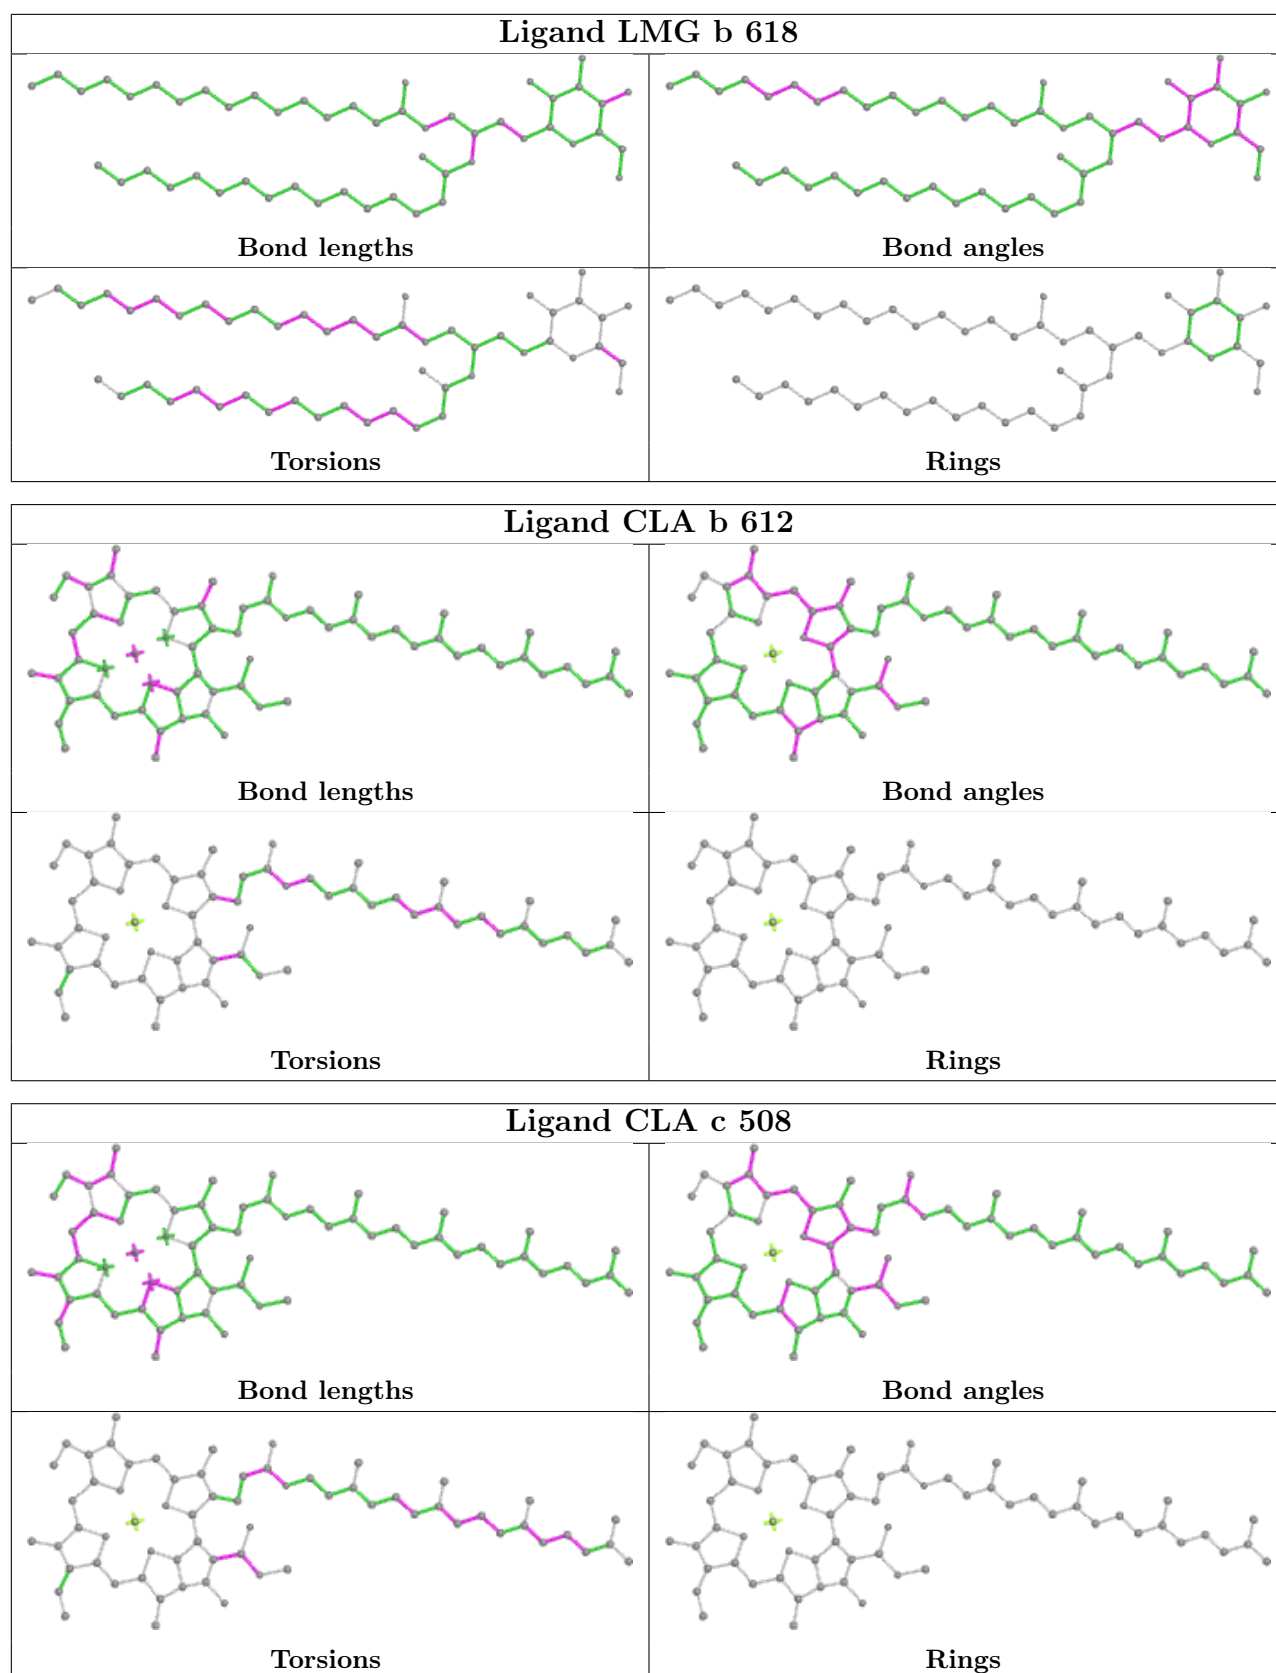 Ligand LMG b 618
Bond lengths
Bond angles
Torsions
Rings
Ligand CLA b 612
Bond lengths
Bond angles
Torsions
Rings
Ligand CLA c 508
Bond lengths
Bond angles
Torsions
Rings